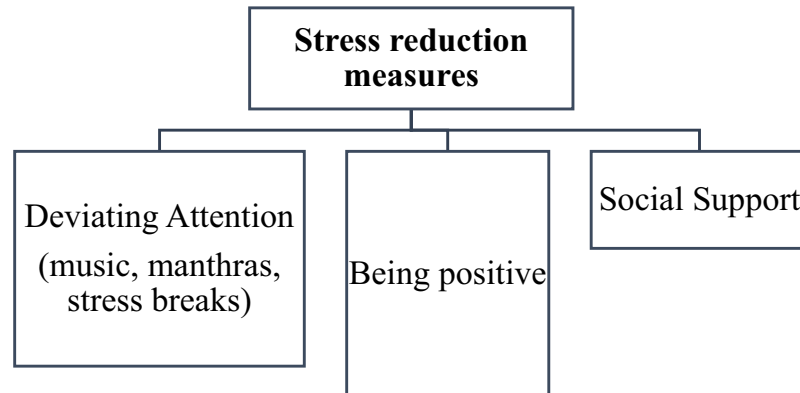 Stress reduction
measures
Deviating Attention
(music, manthras,
stress breaks)
Being positive
Social Support